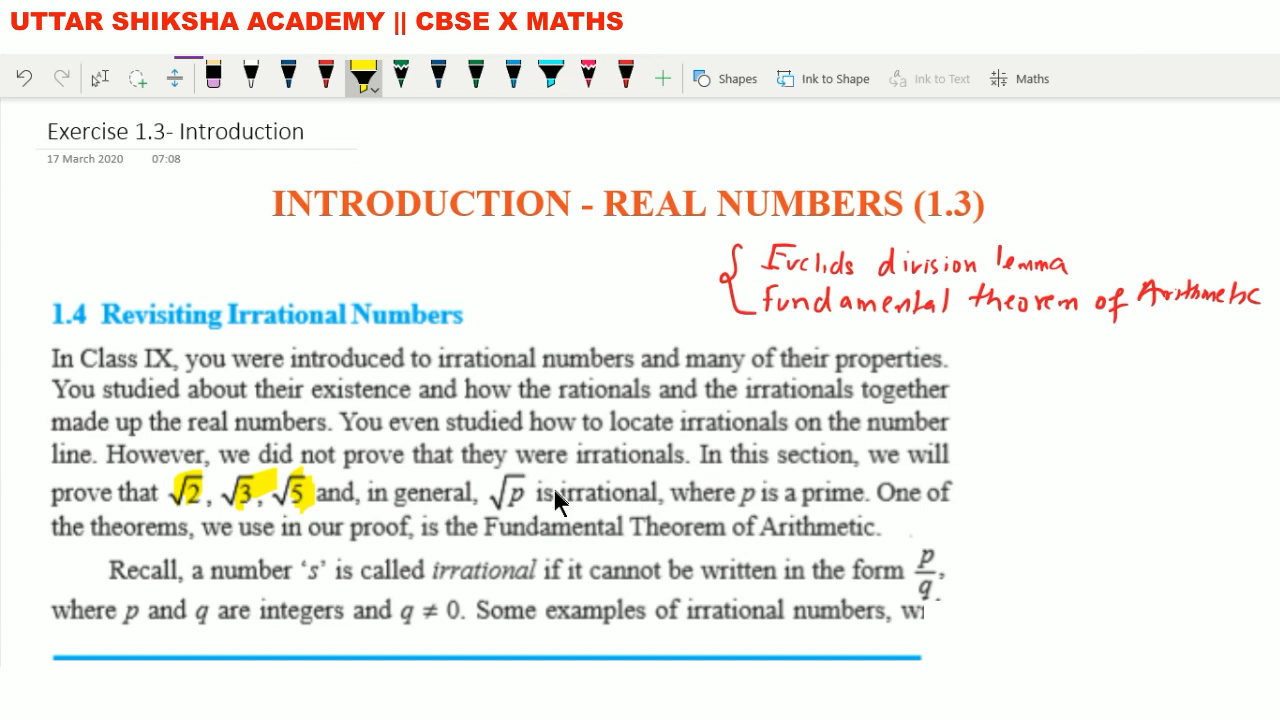 UTTAR SHIKSHA ACADEMY || CBSE X MATHS
Shapes Ink to Shape Ink to Text Maths
Exercise 1.3- Introduction
17 March 2020 07:08
INTRODUCTION - REAL NUMBERS (1.3)
Euclids division lemma
fundamental theorem of Arithmetic
1.4 Revisiting Irrational Numbers
In Class IX, you were introduced to irrational numbers and many of their properties.
You studied about their existence and how the rationals and the irrationals together
made up the real numbers. You even studied how to locate irrationals on the number
line. However, we did not prove that they were irrationals. In this section, we will
prove that √2, √3, √5 and, in general, √p is irrational, where p is a prime. One of
the theorems, we use in our proof, is the Fundamental Theorem of Arithmetic.
Recall, a number ‘s’ is called irrational if it cannot be written in the form p/q,
where p and q are integers and q ≠ 0. Some examples of irrational numbers,